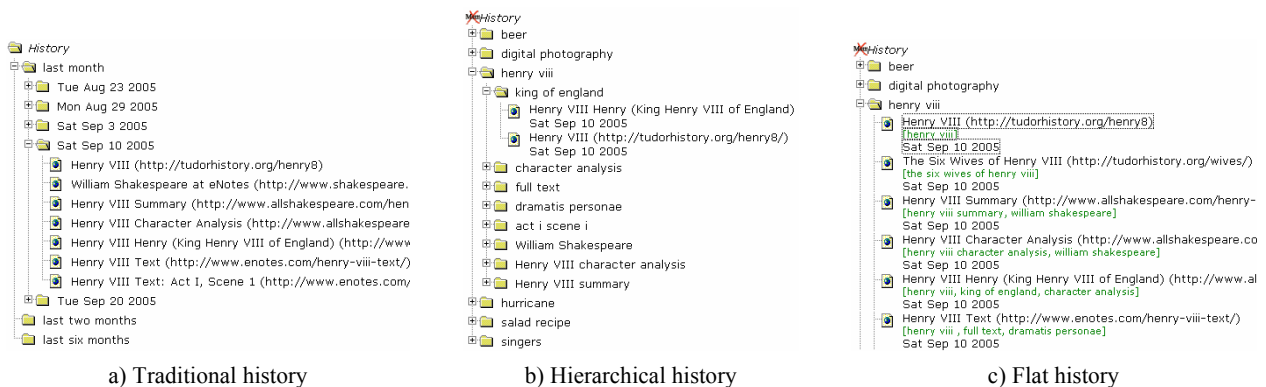 History
last month
Tue Aug 23 2005
Mon Aug 29 2005
Sat Sep 3 2005
Sat Sep 10 2005
Henry VIII (http://tudorhistory.org/henry8)
William Shakespeare at eNotes (http://www.shakespeare.
Henry VIII Summary (http://www.allshakespeare.com/hen
Henry VIII Character Analysis (http://www.allshakespeare
Henry VIII Henry (King Henry VIII of England) (http://www
Henry VIII Text (http://www.enotes.com/henry-viii-text/)
Henry VIII Text: Act I, Scene 1 (http://www.enotes.com/
Tue Sep 20 2005
last two months
last six months
a) Traditional history
History
beer
digital photography
henry viii
king of england
Henry VIII Henry (King Henry VIII of England)
Sat Sep 10 2005
Henry VIII (http://tudorhistory.org/henry8/)
Sat Sep 10 2005
character analysis
full text
dramatis personae
act i scene i
William Shakespeare
Henry VIII character analysis
Henry VIII summary
hurricane
salad recipe
singers
b) Hierarchical history
History
beer
digital photography
henry viii
Henry VIII (http://tudorhistory.org/henry8)
[henry viii]
Sat Sep 10 2005
The Six Wives of Henry VIII (http://tudorhistory.org/wives/)
[the six wives of henry viii]
Sat Sep 10 2005
Henry VIII Summary (http://www.allshakespeare.com/henry-
[henry viii summary, william shakespeare]
Sat Sep 10 2005
Henry VIII Character Analysis (http://www.allshakespeare.co
[henry viii character analysis, william shakespeare]
Sat Sep 10 2005
Henry VIII Henry (King Henry VIII of England) (http://www.al
[henry viii, king of england, character analysis]
Sat Sep 10 2005
Henry VIII Text (http://www.enotes.com/henry-viii-text/)
[henry viii , full text, dramatis personae]
Sat Sep 10 2005
c) Flat history